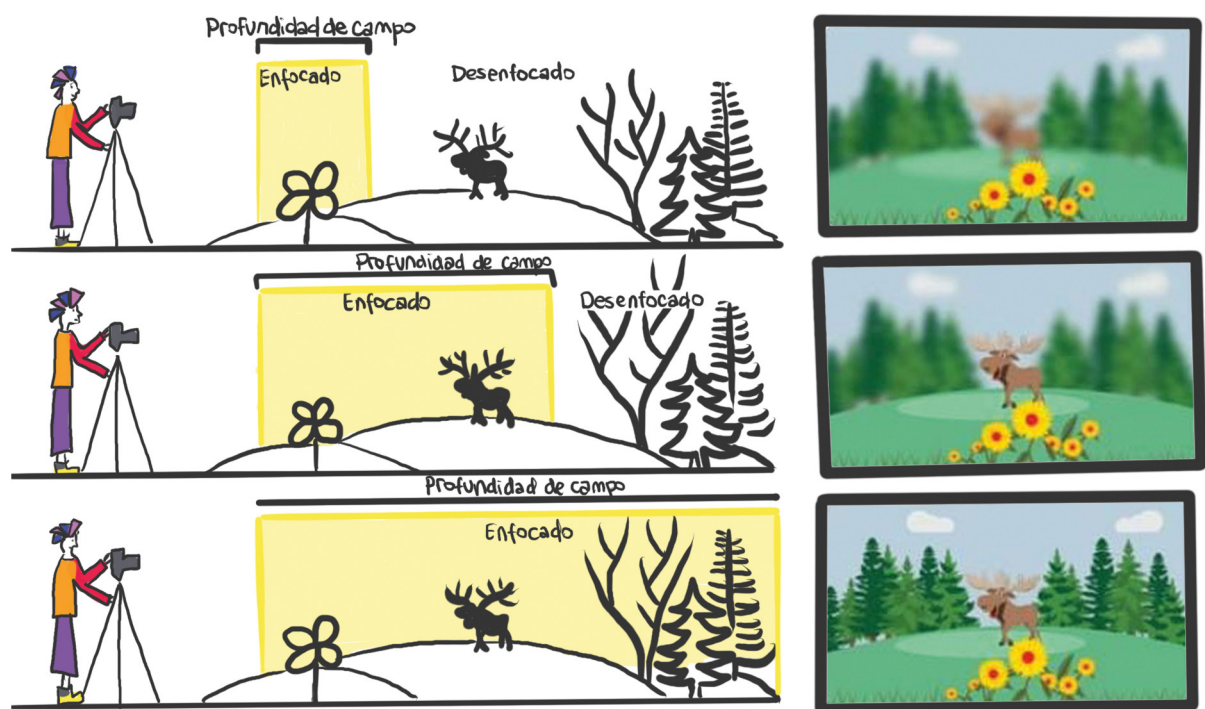 Profundidad de campo
Enfocado
Desenfocado
Profundidad de campo
Enfocado
Desenfocado
Profundidad de campo
Enfocado